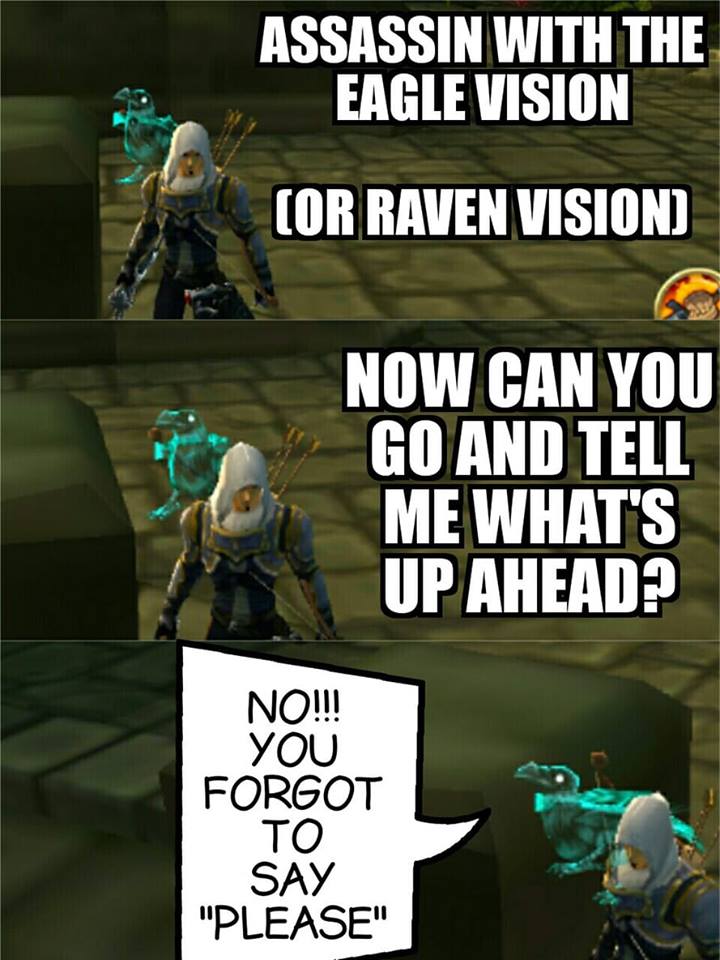 ASSASSIN WITH THE
EAGLE VISION
(OR RAVEN VISION)
NOW CAN YOU
GO AND TELL
ME WHAT'S
UP AHEAD?
NO!!!
YOU
FORGOT
TO
SAY
"PLEASE"